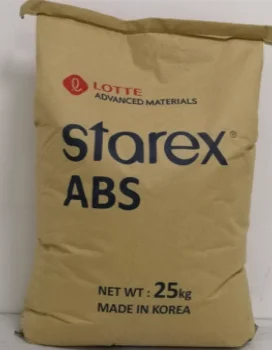 LOTTE
ADVANCED MATERIALS
starex®
ABS
NET WT : 25kg
MADE IN KOREA